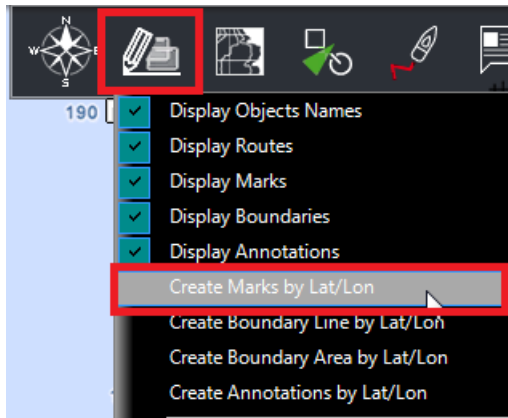 N
W
S
190
Display Objects Names
Display Routes
Display Marks
Display Boundaries
Display Annotations
Create Marks by Lat/Lon
Create Boundary Line by Lat/Lon
Create Boundary Area by Lat/Lon
Create Annotations by Lat/Lon